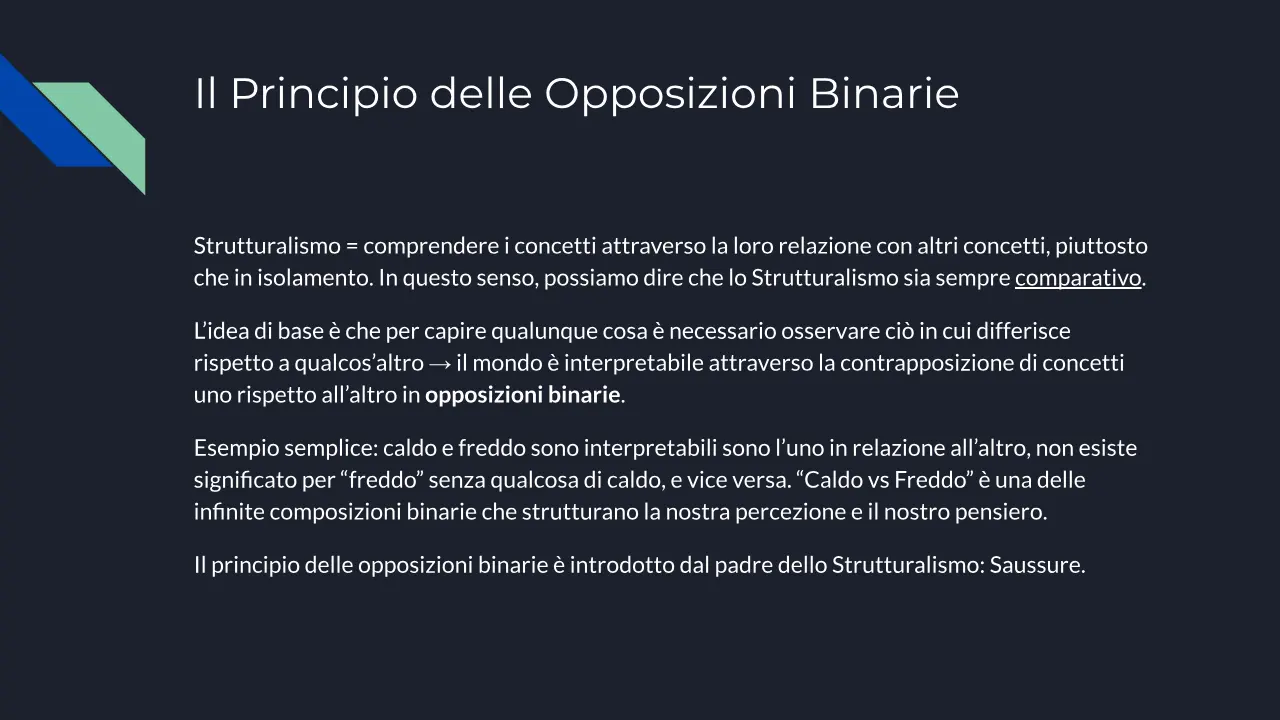 Il Principio delle Opposizioni Binarie
Strutturalismo = comprendere i concetti attraverso la loro relazione con altri concetti, piuttosto
che in isolamento. In questo senso, possiamo dire che lo Strutturalismo sia sempre comparativo.
L’idea di base è che per capire qualunque cosa è necessario osservare ciò in cui differisce
rispetto a qualcos’altro → il mondo è interpretabile attraverso la contrapposizione di concetti
uno rispetto all’altro in opposizioni binarie.
Esempio semplice: caldo e freddo sono interpretabili sono l’uno in relazione all’altro, non esiste
significato per “freddo” senza qualcosa di caldo, e vice versa. “Caldo vs Freddo” è una delle
infinite composizioni binarie che strutturano la nostra percezione e il nostro pensiero.
Il principio delle opposizioni binarie è introdotto dal padre dello Strutturalismo: Saussure.